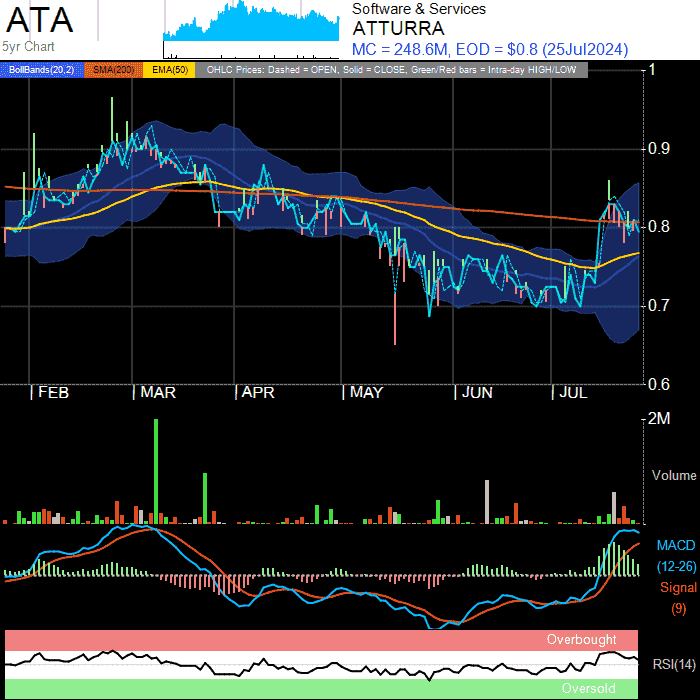 ATA
5yr Chart
Software & Services
ATTURRA
MC = 248.6M, EOD = $0.8 (25Jul2024)
BollBands(20,2) SMA(200) EMA(50) OHLC Prices: Dashed = OPEN, Solid = CLOSE, Green/Red bars = Intra-day HIGH/LOW
1
0.9
0.8
0.7
0.6
FEB MAR APR MAY JUN JUL
2M
Volume
MACD
(12-26)
Signal
(9)
Overbought
RSI(14)
Oversold